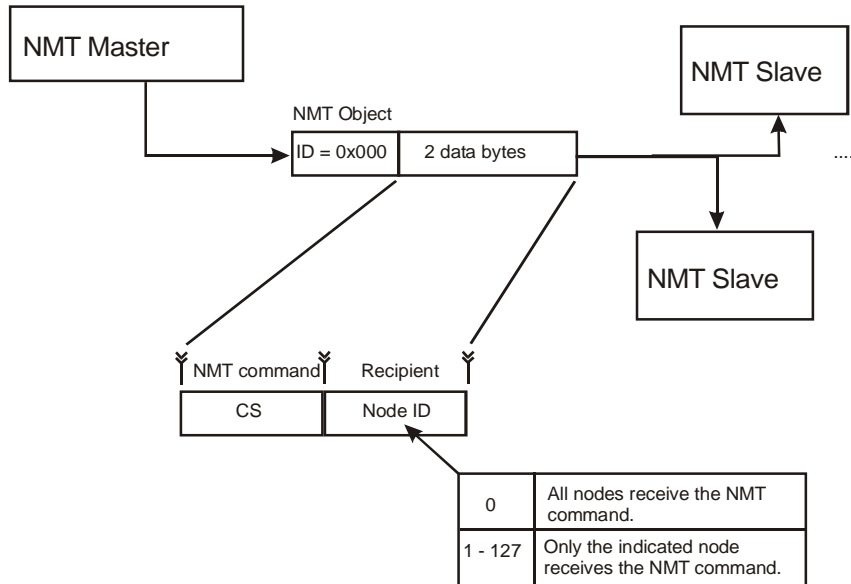 NMT Master
NMT Slave
NMT Object
ID = 0x000
2 data bytes
....
NMT Slave
NMT command
Recipient
CS
Node ID
0
All nodes receive the NMT
command.
1 - 127
Only the indicated node
receives the NMT command.